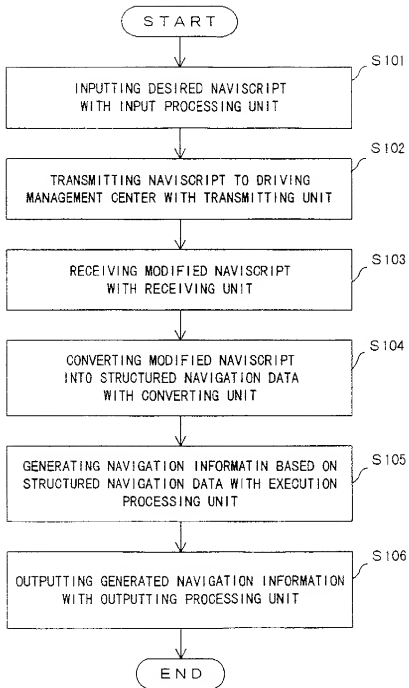 START
S101
INPUTTING DESIRED NAVISCRIPT
WITH INPUT PROCESSING UNIT
S102
TRANSMITTING NAVISCRIPT TO DRIVING
MANAGEMENT CENTER WITH TRANSMITTING UNIT
S103
RECEIVING MODIFIED NAVISCRIPT
WITH RECEIVING UNIT
S104
CONVERTING MODIFIED NAVISCRIPT
INTO STRUCTURED NAVIGATION DATA
WITH CONVERTING UNIT
S105
GENERATING NAVIGATION INFORMATIN BASED ON
STRUCTURED NAVIGATION DATA WITH EXECUTION
PROCESSING UNIT
S106
OUTPUTTING GENERATED NAVIGATION INFORMATION
WITH OUTPUTTING PROCESSING UNIT
END